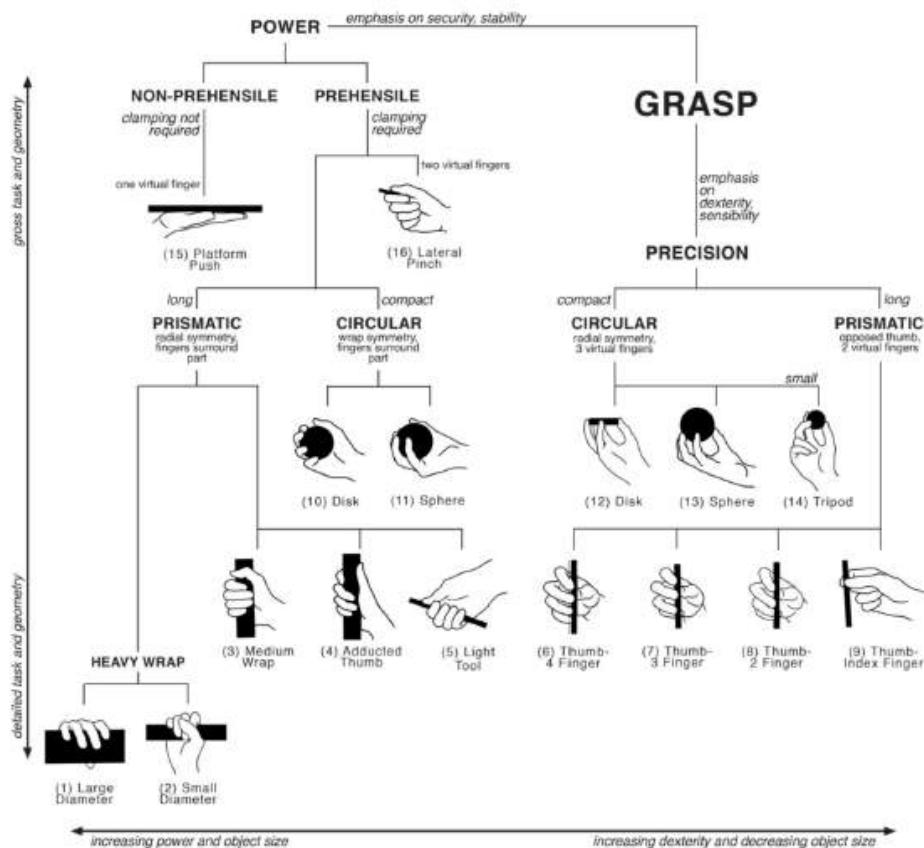 emphasis on security, stability
POWER
NON-PREHENSILE
PREHENSILE
GRASP
clamping not
required
clamping
required
one virtual finger
two virtual fingers
emphasis
on
dexterity,
sensibility
(15) Platform
Push
(16) Lateral
Pinch
PRECISION
long
compact
compact
long
PRISMATIC
radial symmetry,
fingers surround
part
CIRCULAR
wrap symmetry,
fingers surround
part
CIRCULAR
radial symmetry,
3 virtual fingers
PRISMATIC
opposed thumb,
2 virtual fingers
small
(10) Disk
(11) Sphere
(12) Disk
(13) Sphere
(14) Tripod
(3) Medium
Wrap
(4) Adducted
Thumb
(5) Light
Tool
(6) Thumb-
4 Finger
(7) Thumb-
3 Finger
(8) Thumb-
2 Finger
(9) Thumb-
Index Finger
HEAVY WRAP
(1) Large
Diameter
(2) Small
Diameter
gross task and geometry
detailed task and geometry
increasing power and object size
increasing dexterity and decreasing object size